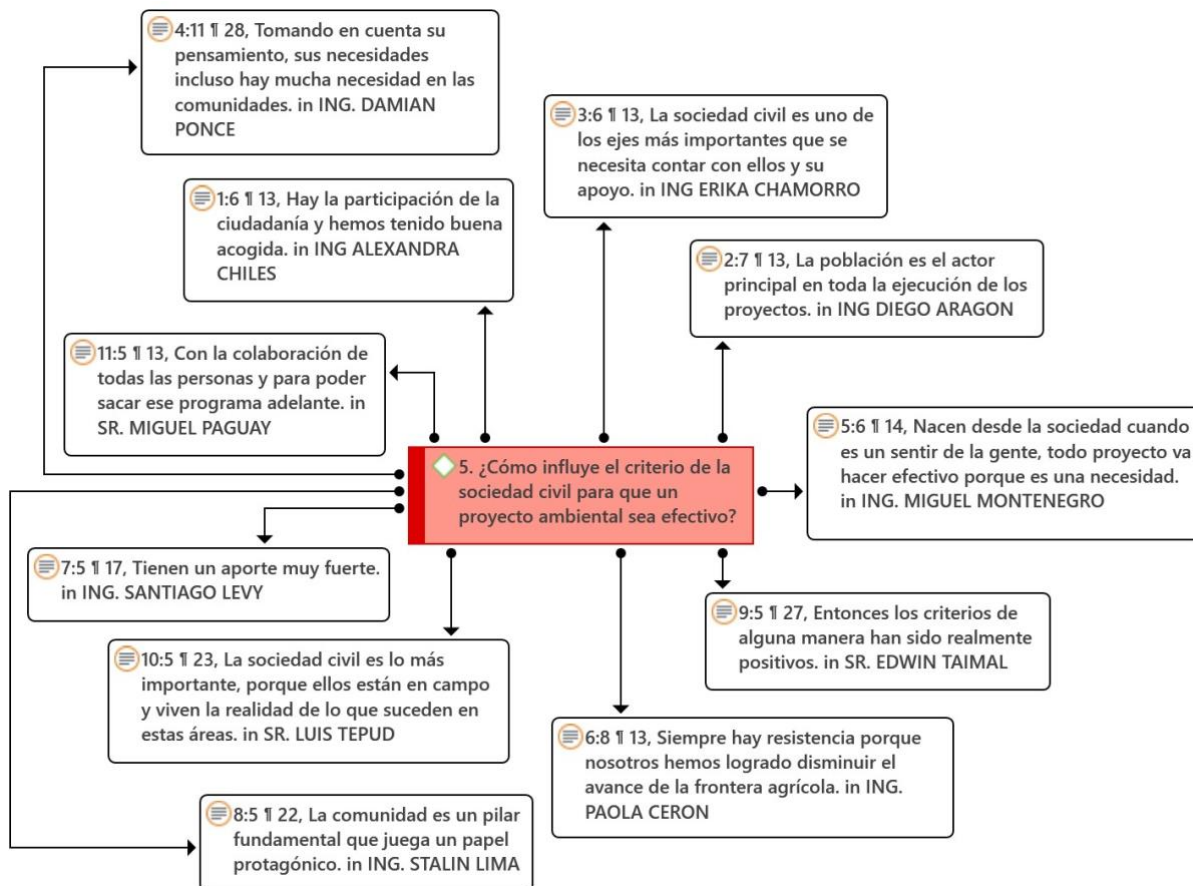 4:11 ¶ 28, Tomando en cuenta su
pensamiento, sus necesidades
incluso hay mucha necesidad en las
comunidades. in ING. DAMIAN
PONCE
3:6 ¶ 13, La sociedad civil es uno de
los ejes más importantes que se
necesita contar con ellos y su
apoyo. in ING ERIKA CHAMORRO
1:6 ¶ 13, Hay la participación de la
ciudadanía y hemos tenido buena
acogida. in ING ALEXANDRA
CHILES
2:7 ¶ 13, La población es el actor
principal en toda la ejecución de los
proyectos. in ING DIEGO ARAGON
11:5 ¶ 13, Con la colaboración de
todas las personas y para poder
sacar ese programa adelante. in
SR. MIGUEL PAGUAY
5:6 ¶ 14, Nacen desde la sociedad cuando
es un sentir de la gente, todo proyecto va
hacer efectivo porque es una necesidad.
in ING. MIGUEL MONTENEGRO
5. ¿Cómo influye el criterio de la
sociedad civil para que un
proyecto ambiental sea efectivo?
7:5 ¶ 17, Tienen un aporte muy fuerte.
in ING. SANTIAGO LEVY
9:5 ¶ 27, Entonces los criterios de
alguna manera han sido realmente
positivos. in SR. EDWIN TAIMAL
10:5 ¶ 23, La sociedad civil es lo más
importante, porque ellos están en campo
y viven la realidad de lo que suceden en
estas áreas. in SR. LUIS TEPUD
6:8 ¶ 13, Siempre hay resistencia porque
nosotros hemos logrado disminuir el
avance de la frontera agrícola. in ING.
PAOLA CERON
8:5 ¶ 22, La comunidad es un pilar
fundamental que juega un papel
protagónico. in ING. STALIN LIMA